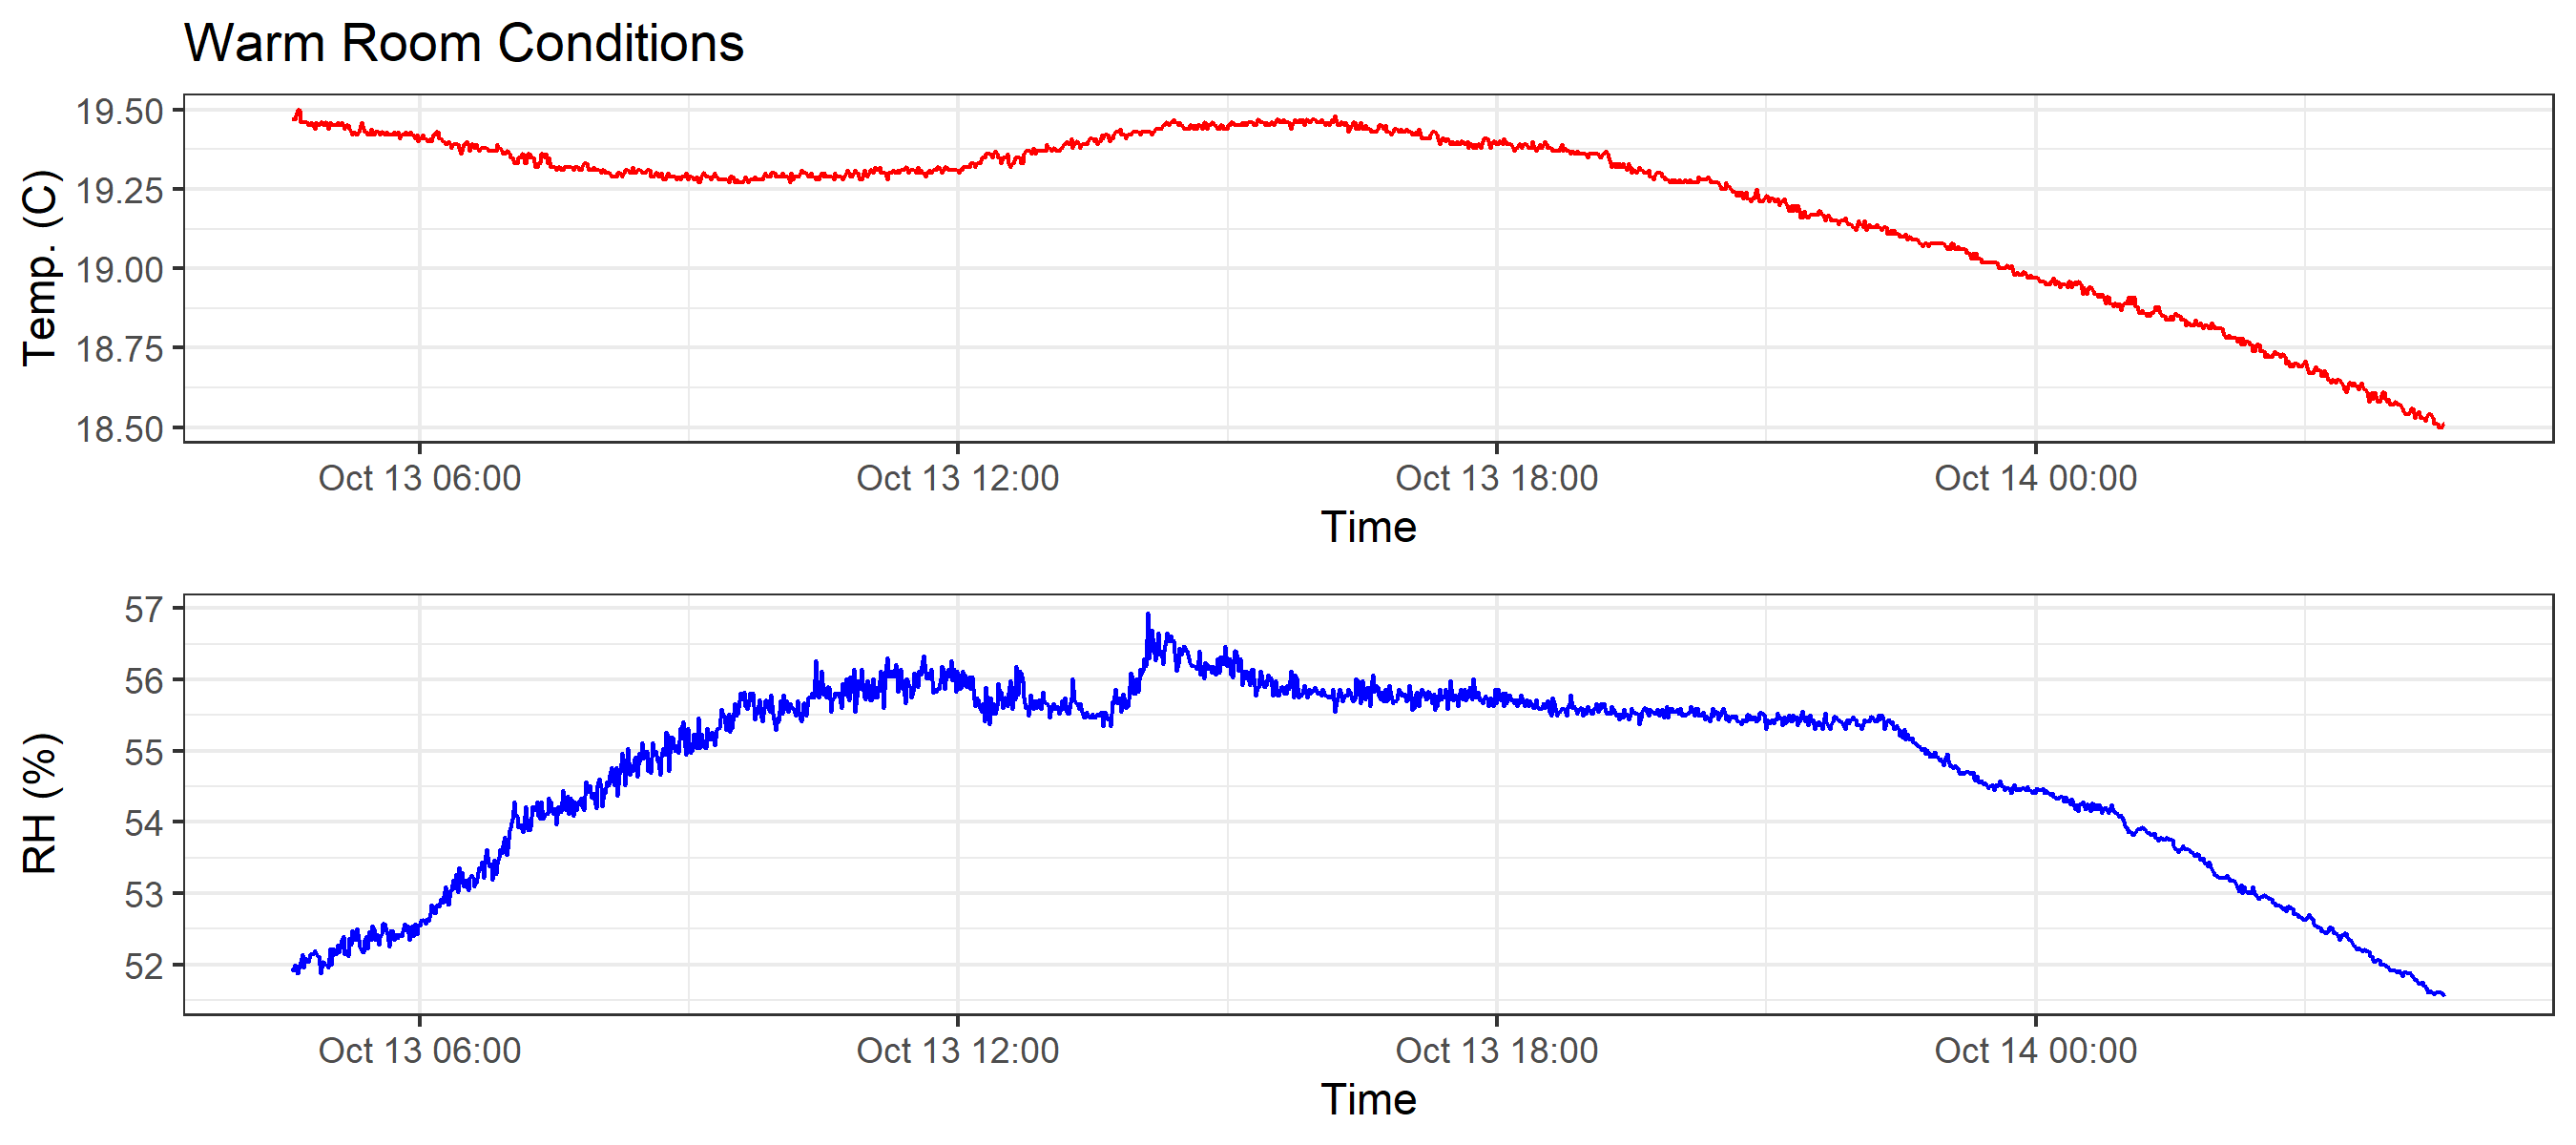 Warm Room Conditions
Temp. (C)
19.50
19.25
19.00
18.75
18.50
Oct 13 06:00 Oct 13 12:00 Oct 13 18:00 Oct 14 00:00
Time
RH (%)
57
56
55
54
53
52
Oct 13 06:00 Oct 13 12:00 Oct 13 18:00 Oct 14 00:00
Time